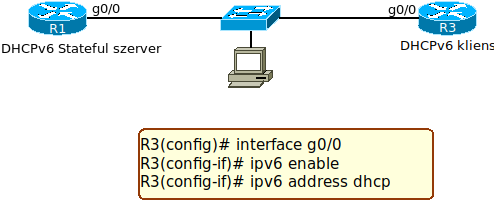 g0/0
g0/0
R1
R3
DHCPv6 Stateful szerver
DHCPv6 kliens
R3(config)# interface g0/0
R3(config-if)# ipv6 enable
R3(config-if)# ipv6 address dhcp